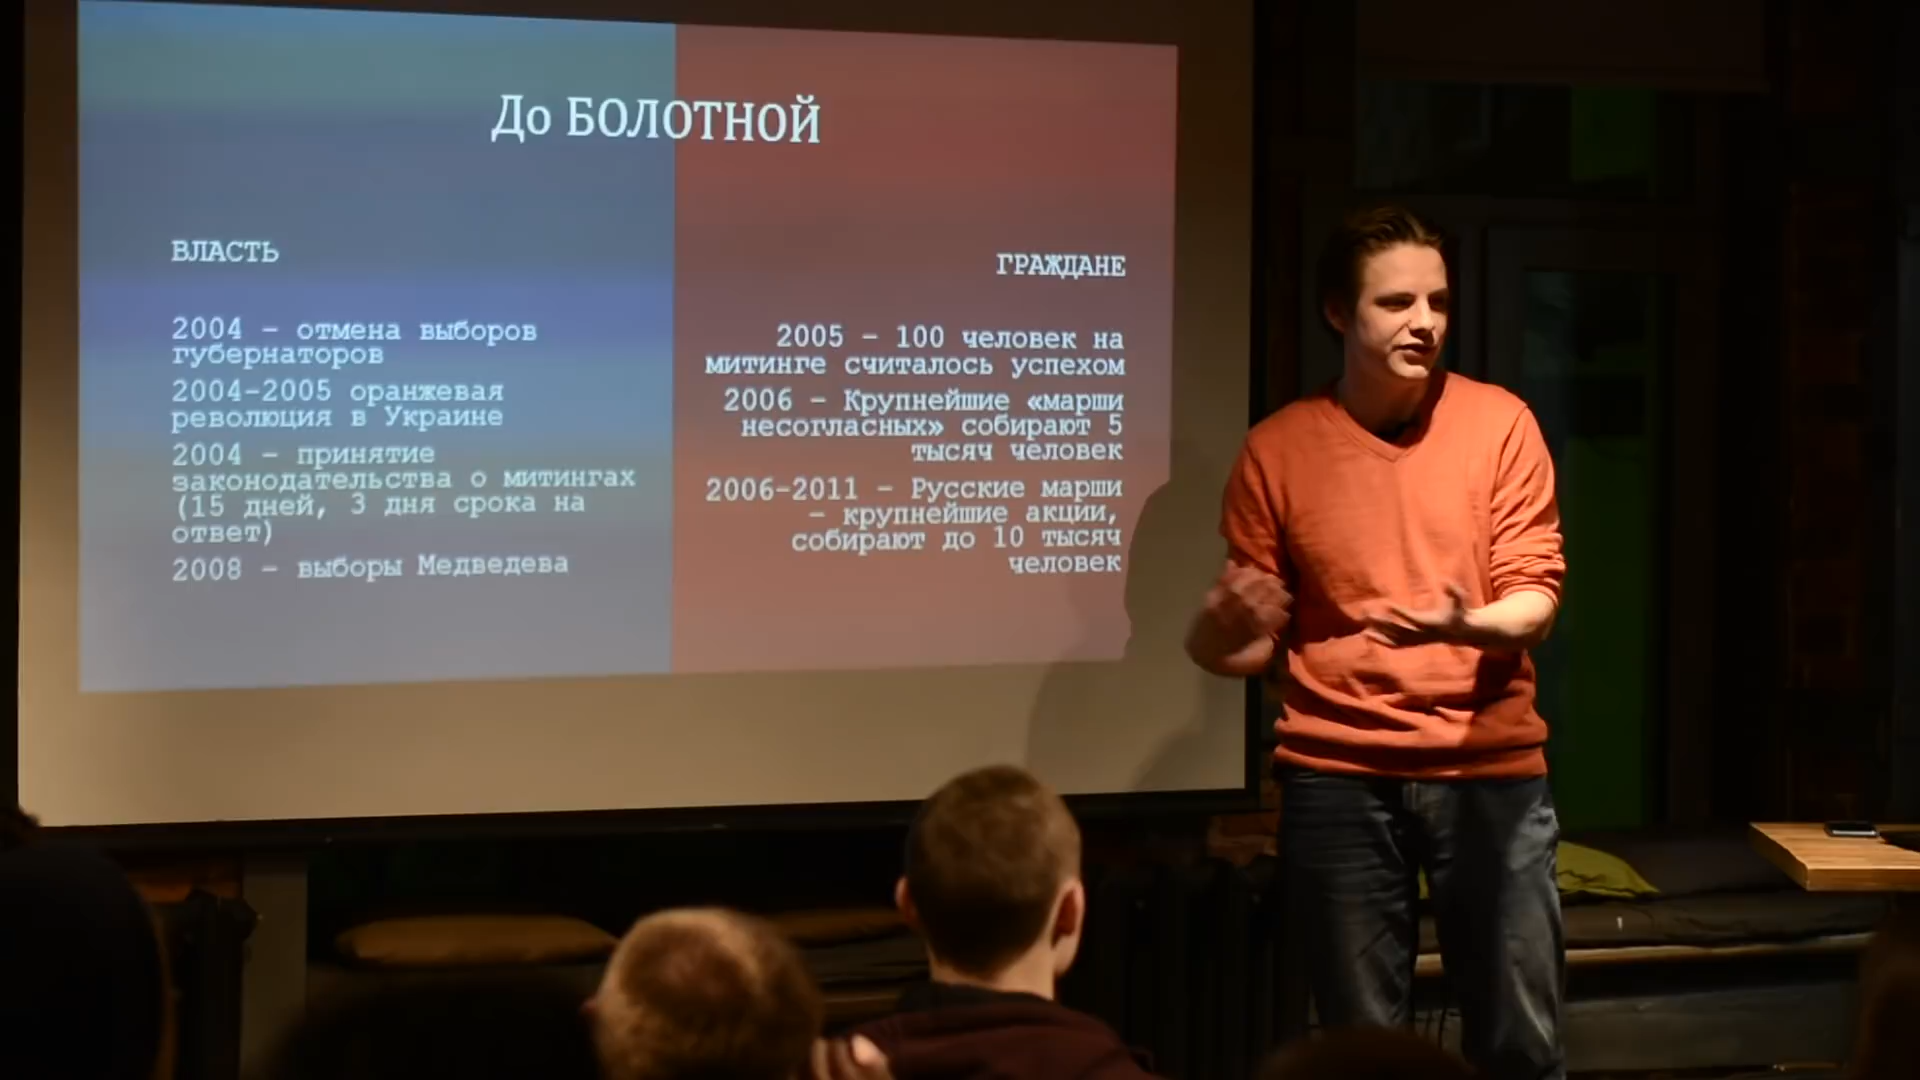 До БОЛОТНОЙ
ВЛАСТЬ
2004 – отмена выборов
губернаторов
2004-2005 оранжевая
революция в Украине
2004 – принятие
законодательства о митингах
(15 дней, 3 дня срока на
ответ)
2008 – выборы Медведева
ГРАЖДАНЕ
2005 – 100 человек на
митинге считалось успехом
2006 – Крупнейшие «марши
несогласных» собирают 5
тысяч человек
2006-2011 – Русские марши
– крупнейшие акции,
собирают до 10 тысяч
человек